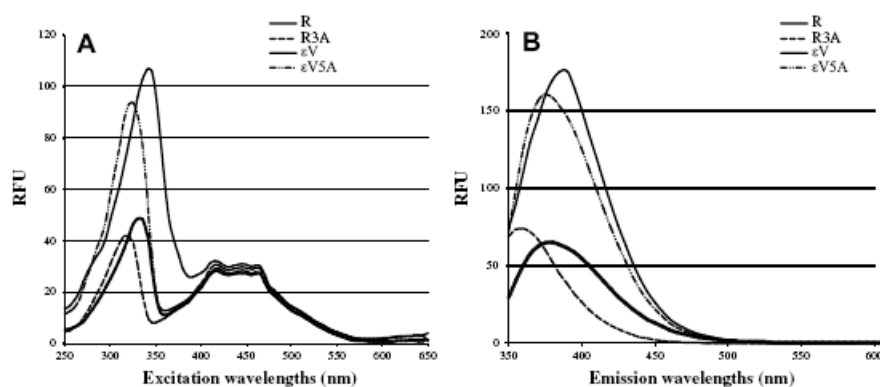 A
R
R3A
εV
εV5A
120
100
80
60
40
20
0
RFU
250 300 350 400 450 500 550 600 650
Excitation wavelengths (nm)
B
R
R3A
εV
εV5A
200
150
100
50
0
RFU
350 400 450 500 550 600
Emission wavelengths (nm)